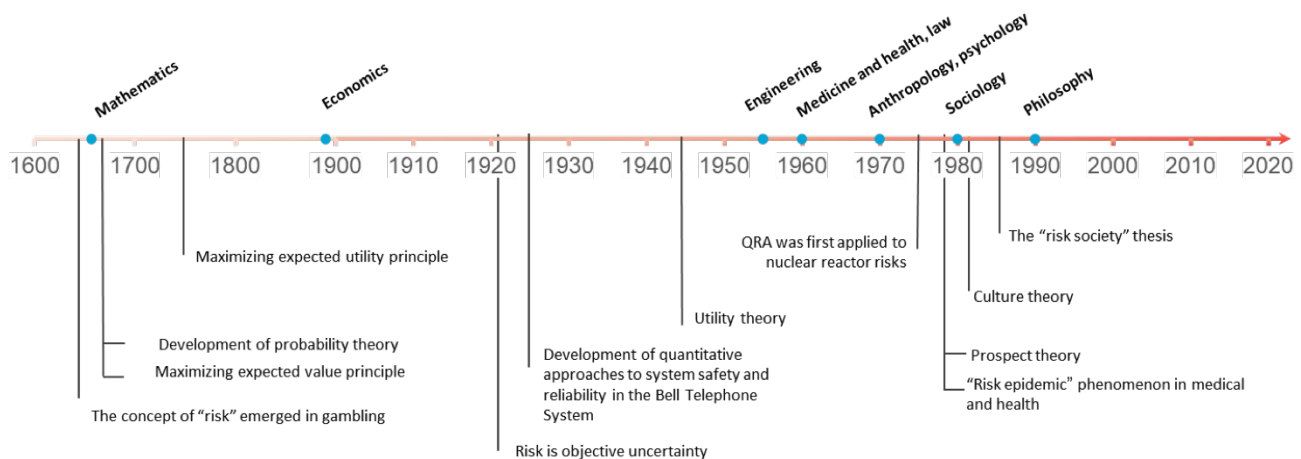 Mathematics
Economics
Engineering
Medicine and health, law
Anthropology, psychology
Sociology
Philosophy
1600 1700 1800 1900 1910 1920 1930 1940 1950 1960 1970 1980 1990 2000 2010 2020
Maximizing expected utility principle
QRA was first applied to
nuclear reactor risks
The “risk society” thesis
Culture theory
Utility theory
Development of probability theory
Maximizing expected value principle
Development of quantitative
approaches to system safety and
reliability in the Bell Telephone
System
Prospect theory
“Risk epidemic” phenomenon in medical
and health
The concept of “risk” emerged in gambling
Risk is objective uncertainty